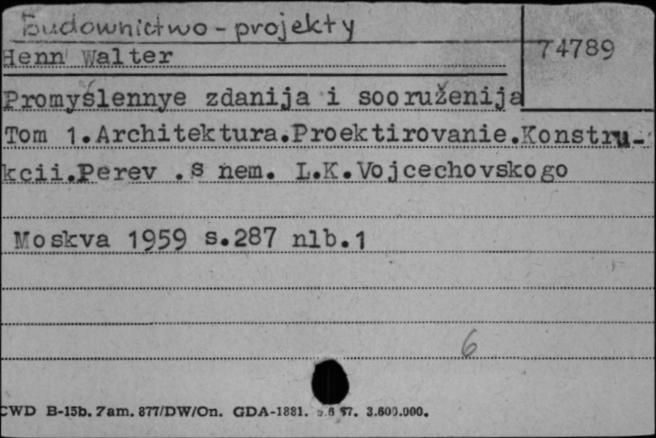 Budownictwo - projekty
Henn Walter
74789
Promyślennye zdanija i sooruženija
Tom 1.Architektura.Proektirovanie.Konstru-
kcii.Perev .s nem. L.K.Vojcechovskogo
Moskva 1959 s.287 nlb.1
6
CWD B-15b. Zam. 877/DW/On. GDA-1881. 3.600.000.